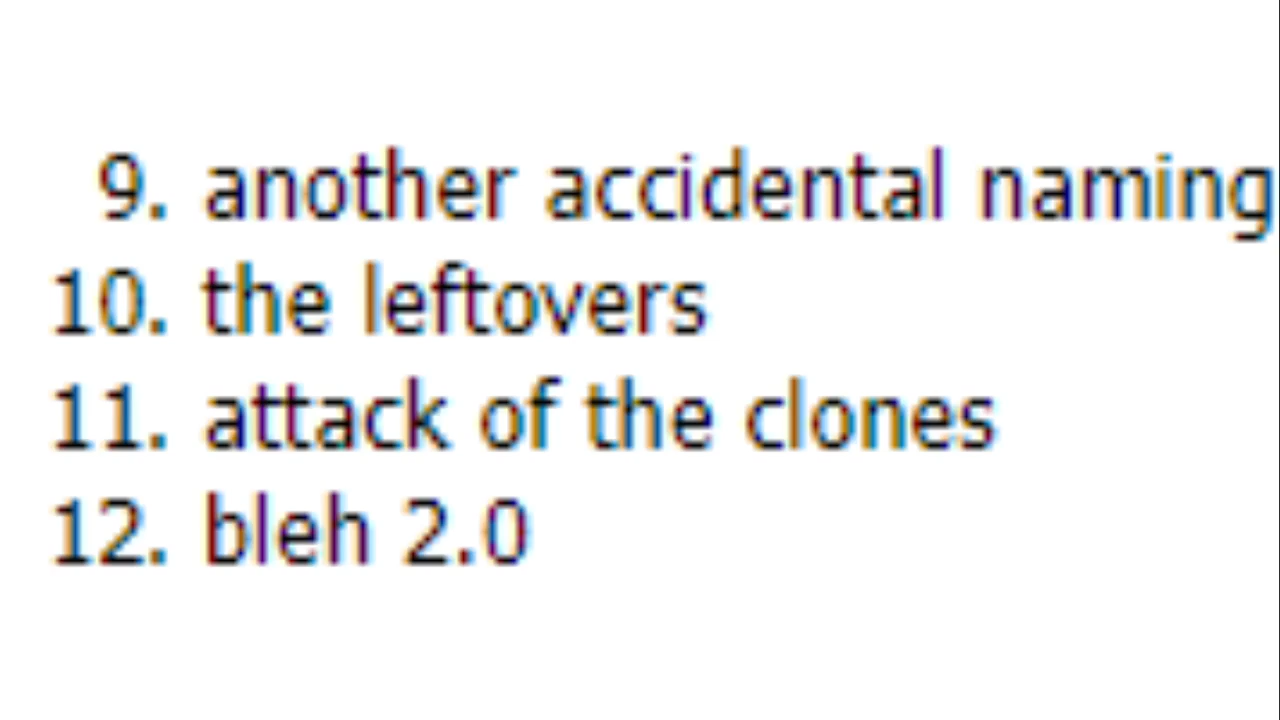 9. another accidental naming
10. the leftovers
11. attack of the clones
12. bleh 2.0